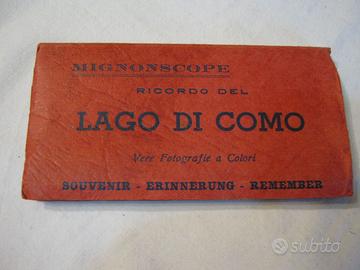 MIGNONSCOPE
RICORDO DEL
LAGO DI COMO
Vere Fotografie a Colori
SOUVENIR - ERINNERUNG - REMEMBER
subito